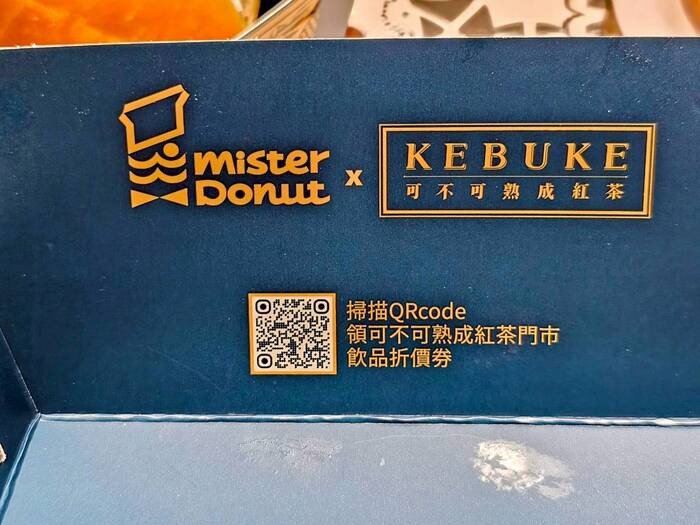 mister
Donut
x
KEBUKE
可不可熟成紅茶
掃描QRcode
領可不可熟成紅茶門市
飲品折價券